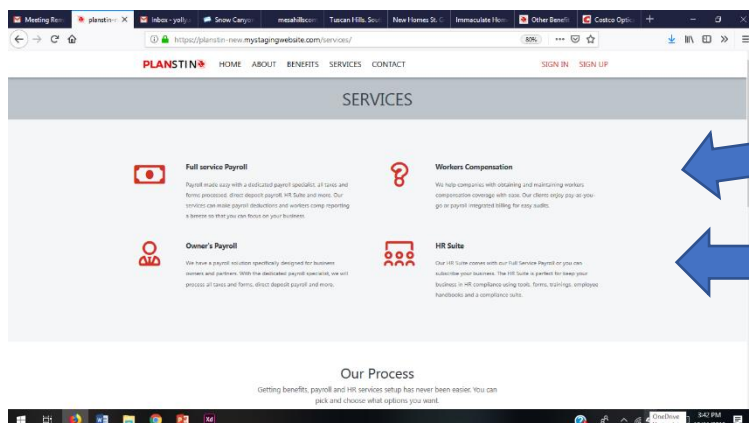 Meeting Rem
planstin-
Inbox - yolly
Snow Canyon
mesahillscom
Tuscan Hills. Sout
New Homes St. G
Immaculate Hom
Other Benefit
Costco Optic
https://planstin-new.mystagingwebsite.com/services/
80%
PLANSTIN HOME ABOUT BENEFITS SERVICES CONTACT SIGN IN SIGN UP
SERVICES
Full service Payroll
Payroll made easy with a dedicated payroll specialist, all taxes and
forms processed, direct deposit payroll, HR Suite and more. Our
services can make payroll deductions and workers comp reporting
a breeze so that you can focus on your business.
Workers Compensation
We help companies with obtaining and maintaining workers
compensation coverage with ease. Our clients enjoy pay-as-you-
go or payroll integrated billing for easy audits.
Owner's Payroll
We have a payroll solution specifically designed for business
owners and partners. With the dedicated payroll specialist, we will
process all taxes and forms, direct deposit payroll and more.
HR Suite
Our HR Suite comes with our Full Service Payroll or you can
subscribe your business. The HR Suite is perfect for keep your
business in HR compliance using tools, forms, trainings, employee
handbooks and a compliance suite.
Our Process
Getting benefits, payroll and HR services setup has never been easier. You can
pick and choose what options you want.
OneDrive
3:42 PM